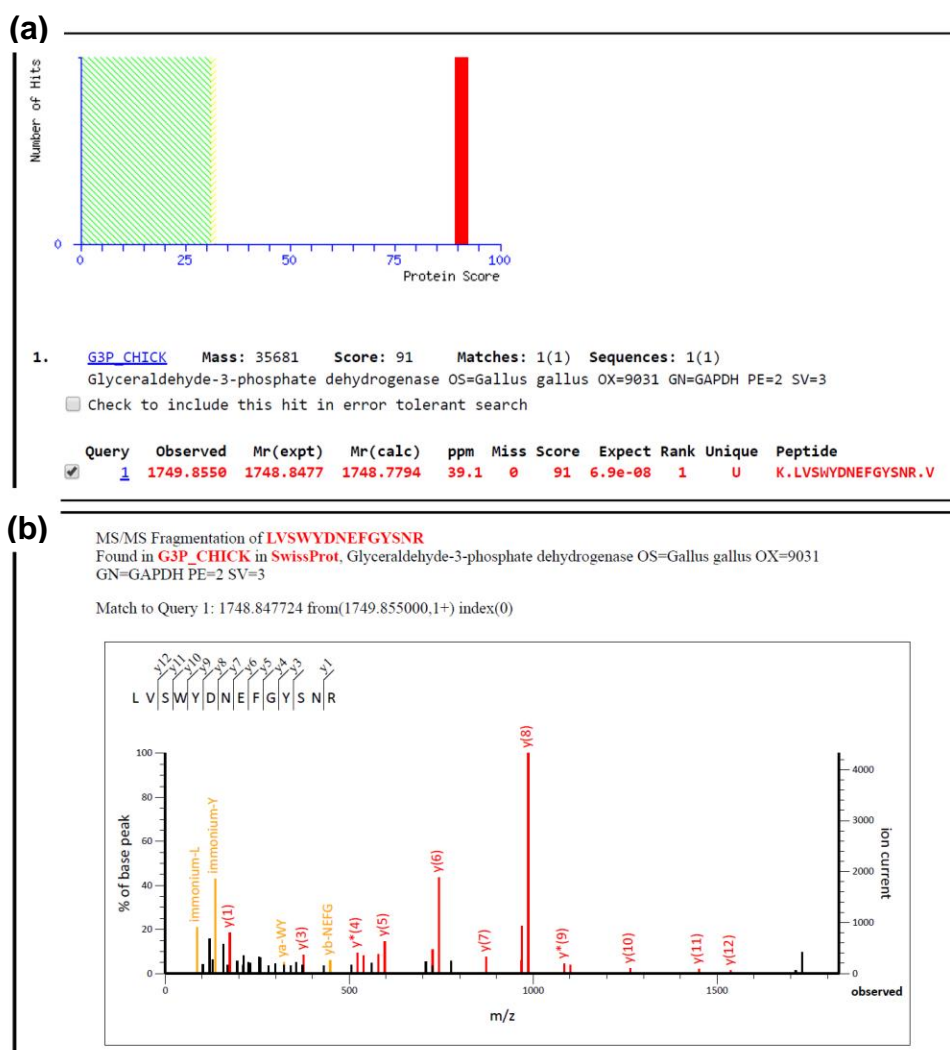 (a)
Number of Hits
0
0 25 50 75 100
Protein Score
1. G3P_CHICK Mass: 35681 Score: 91 Matches: 1(1) Sequences: 1(1)
Glyceraldehyde-3-phosphate dehydrogenase OS=Gallus gallus OX=9031 GN=GAPDH PE=2 SV=3
Check to include this hit in error tolerant search
Query Observed Mr(expt) Mr(calc) ppm Miss Score Expect Rank Unique Peptide
1 1749.8550 1748.8477 1748.7794 39.1 0 91 6.9e-08 1 U K.LVSWYDNEFGYSNR.V
(b)
MS/MS Fragmentation of LVSWYDNEFGYSNR
Found in G3P_CHICK in SwissProt, Glyceraldehyde-3-phosphate dehydrogenase OS=Gallus gallus OX=9031
GN=GAPDH PE=2 SV=3
Match to Query 1: 1748.847724 from(1749.855000,1+) index(0)
y12 y11 y10 y9 y8 y7 y6 y5 y4 y3 y1
L V S W Y D N E F G Y S N R
% of base peak
100
80
60
40
20
0
immonium-L
immonium-Y
y(1)
ya-WY
y(3)
yb-NEFG
y*(4)
y(5)
y(6)
y(7)
y(8)
y*(9)
y(10)
y(11)
y(12)
4000
3000
2000
1000
0
ion current
0 500 1000 1500 observed
m/z